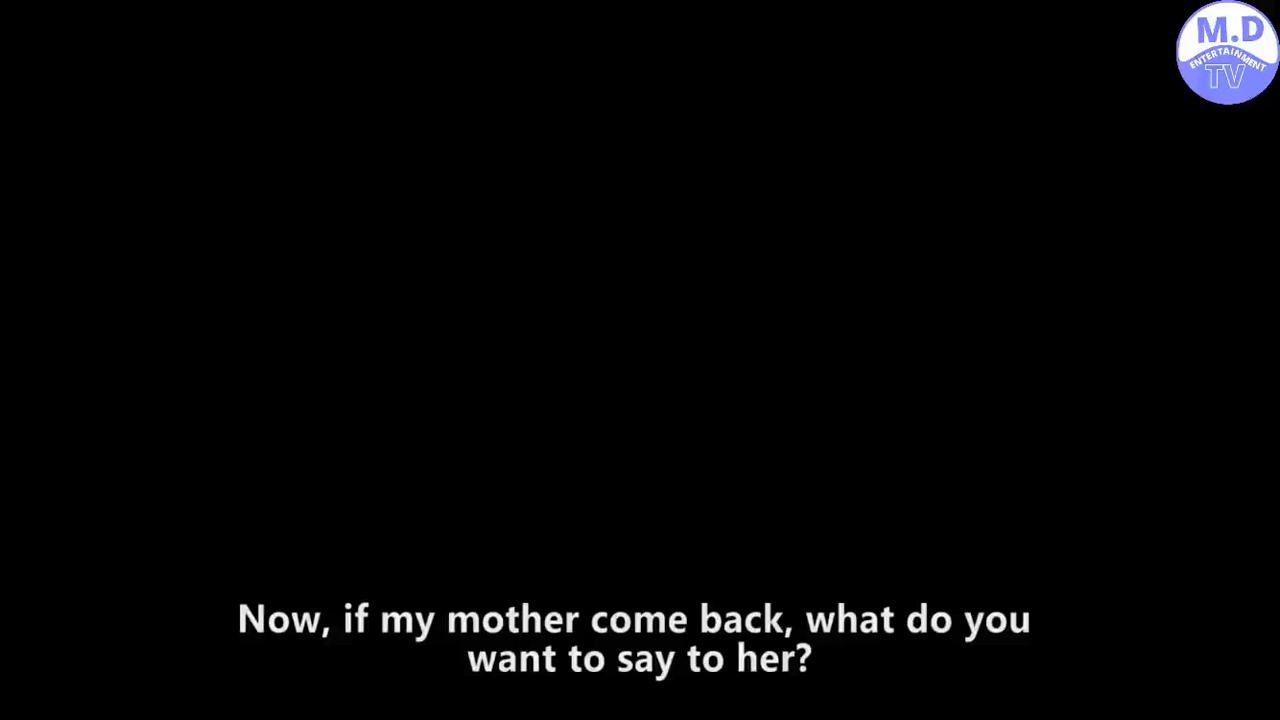 M.D
ENTERTAINMENT
TV
Now, if my mother come back, what do you
want to say to her?